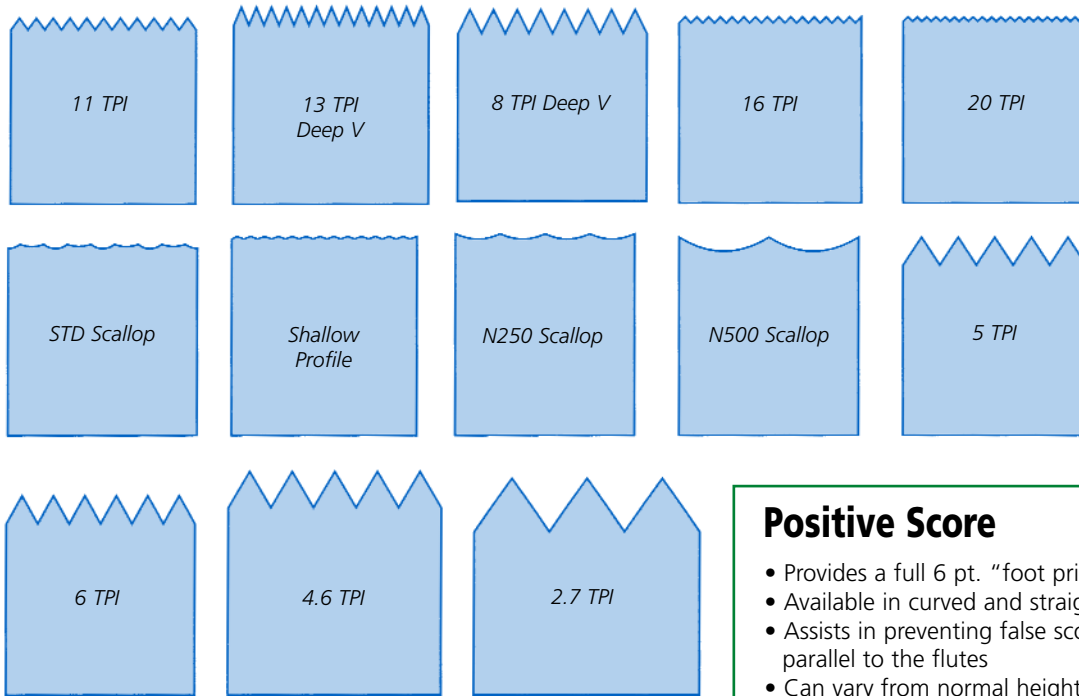 11 TPI
13 TPI
Deep V
8 TPI Deep V
16 TPI
20 TPI
STD Scallop
Shallow
Profile
N250 Scallop
N500 Scallop
5 TPI
6 TPI
4.6 TPI
2.7 TPI
Positive Score
• Provides a full 6 pt. “foot
• Available in curved and
• Assists in preventing false
parallel to the flutes
• Can vary from normal height